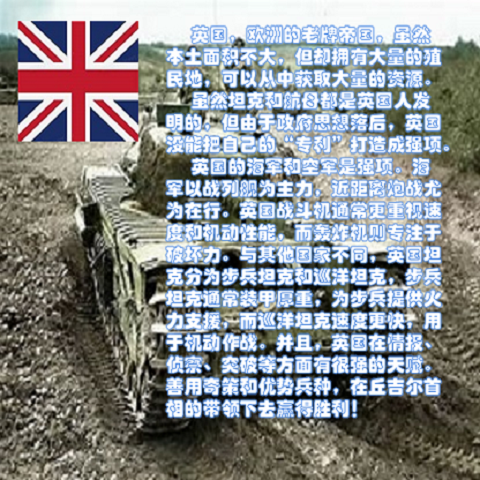 英国，欧洲的老牌帝国，虽然
本土面积不大，但却拥有大量的殖
民地，可以从中获取大量的资源。
虽然坦克和航母都是英国人发
明的，但由于政府思想落后，英国
没能把自己的“专列”打造成强项。
英国的海军和空军是强项。海
军以战列舰为主力，近距离炮战尤
为在行。英国战斗机通常更重视速
度和机动性能，而轰炸机则专注于
破坏力。与其他国家不同，英国坦
克分为步兵坦克和巡洋坦克，步兵
坦克通常装甲厚重，为步兵提供火
力支援，而巡洋坦克速度更快，用
于机动作战。并且，英国在情报、
侦察、突破等方面有很强的天赋。
善用奇策和优势兵种，在丘吉尔首
相的带领下去赢得胜利！